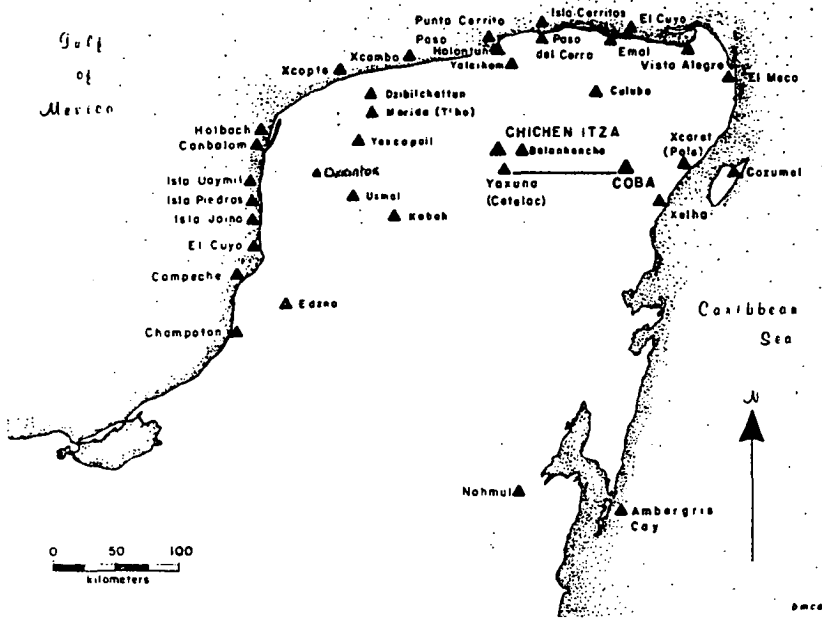 Gulf
of
Mexico
Punta Cerrito
Isla Cerritos
El Cuyo
Paso
Holontun
Paso
del Cerro
Emal
Vista Alegre
Xcopte
Xcambo
Yalsihom
El Meco
Dzibilchaltun
Culuba
Merida (T'ho)
Holbach
Canbalam
Yaxcopoil
CHICHEN ITZA
Balankanche
Xcaret
(Pole)
Isla Uaymil
Yaxuna
(Cetelac)
COBA
Cozumel
Isla Piedras
Uxmal
Isla Jaina
Kabah
Xelha
El Cuyo
Campeche
Edzna
Caribbean
Sea
Champoton
N
Nohmul
Ambergris
Cay
0 50 100
kilometers
bmcd